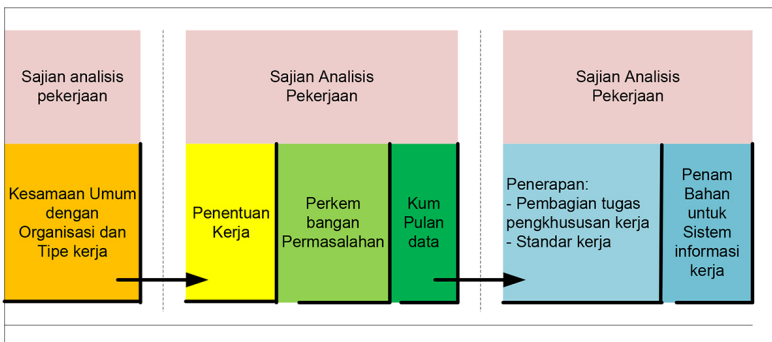 Sajian analisis
pekerjaan
Kesamaan Umum
dengan
Organisasi dan
Tipe kerja
Sajian Analisis
Pekerjaan
Penentuan
Kerja
Perkem
bangan
Permasalahan
Kum
Pulan
data
Sajian Analisis
Pekerjaan
Penerapan:
- Pembagian tugas
pengkhususan kerja
- Standar kerja
Penam
Bahan
untuk
Sistem
informasi
kerja